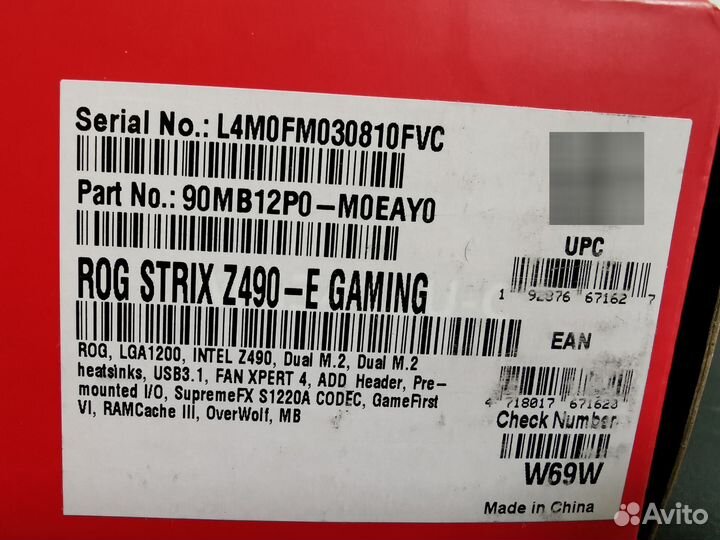 Serial No.: L4M0FM030810FVC
Part No.: 90MB12P0-M0EAY0
ROG STRIX Z490-E GAMING
ROG, LGA1200, INTEL Z490, Dual M.2, Dual M.2
heatsinks, USB3.1, FAN XPERT 4, ADD Header, Pre-
mounted I/O, SupremeFX S1220A CODEC, GameFirst
VI, RAMCache III, OverWolf, MB
UPC
1 92876 67162 7
EAN
4 718017 671620
Check Number
W69W
Made in China
Avito